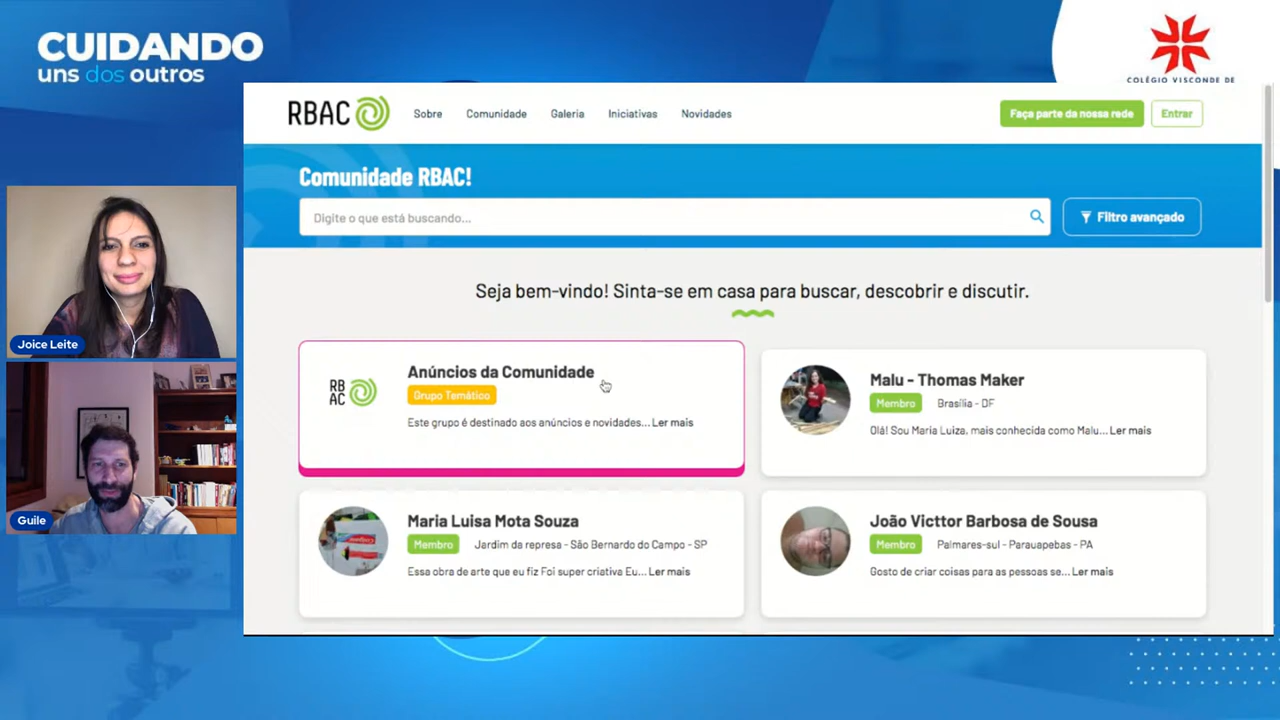 CUIDANDO
uns dos outros
COLÉGIO VISCONDE DE
RBAC
Sobre
Comunidade
Galeria
Iniciativas
Novidades
Faça parte da nossa rede
Entrar
Comunidade RBAC!
Digite o que está buscando...
Filtro avançado
Seja bem-vindo! Sinta-se em casa para buscar, descobrir e discutir.
RB
AC
Anúncios da Comunidade
Grupo Temático
Este grupo é destinado aos anúncios e novidades... Ler mais
Malu - Thomas Maker
Membro
Brasília - DF
Olá! Sou Maria Luiza, mais conhecida como Malu... Ler mais
Maria Luisa Mota Souza
Membro
Jardim da represa - São Bernardo do Campo - SP
Essa obra de arte que eu fiz Foi super criativa Eu... Ler mais
João Victtor Barbosa de Sousa
Membro
Palmares-sul - Parauapebas - PA
Gosto de criar coisas para as pessoas se... Ler mais
Joice Leite
Guile